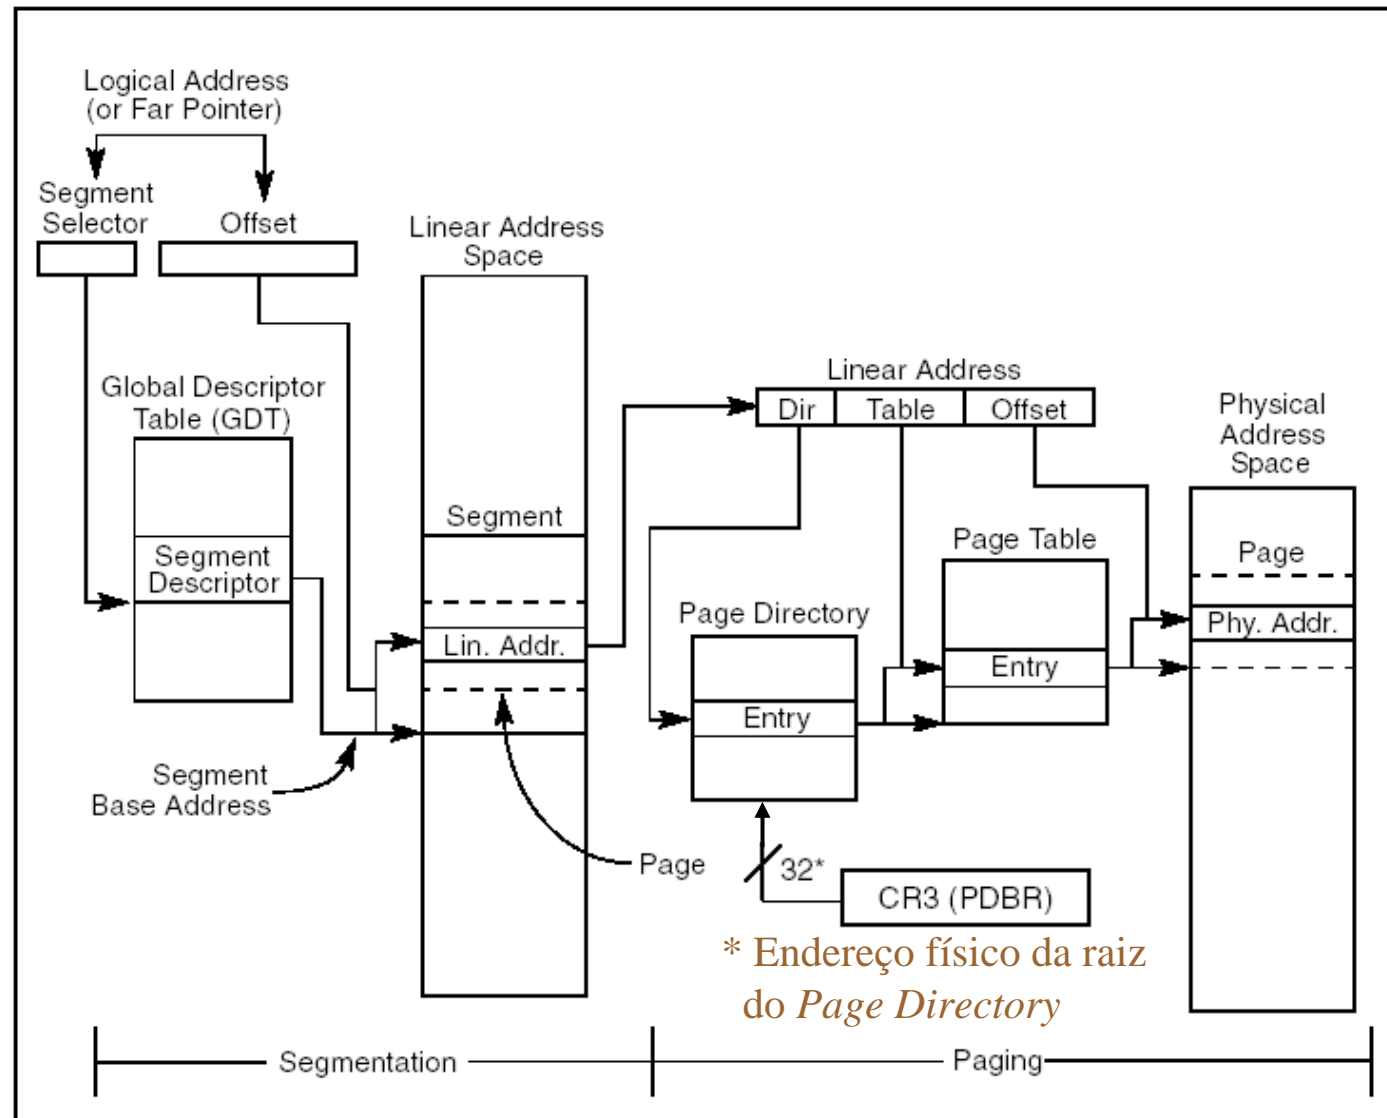 Logical Address
(or Far Pointer)
Segment
Selector
Offset
Linear Address
Space
Global Descriptor
Table (GDT)
Segment
Descriptor
Segment
Lin. Addr.
Segment
Base Address
Page
Linear Address
Dir
Table
Offset
Physical
Address
Space
Page Table
Page
Page Directory
Phy. Addr.
Entry
Entry
32*
CR3 (PDBR)
* Endereço físico da raiz
do Page Directory
Segmentation
Paging